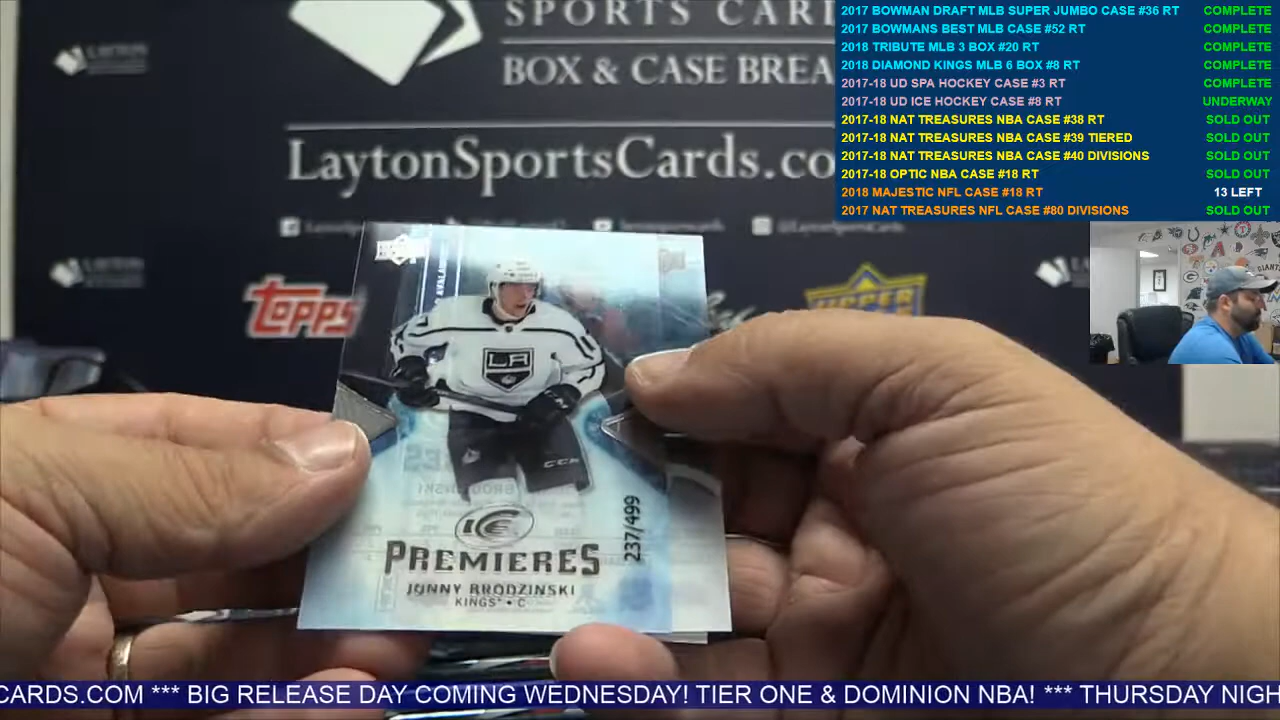 SPORTS CAR
BOX & CASE BREA
LaytonSportsCards.co
LAYTON
LAYTON
TOPPS
UPPER
2017 BOWMAN DRAFT MLB SUPER JUMBO CASE #36 RT COMPLETE
2017 BOWMANS BEST MLB CASE #52 RT COMPLETE
2018 TRIBUTE MLB 3 BOX #20 RT COMPLETE
2018 DIAMOND KINGS MLB 6 BOX #8 RT COMPLETE
2017-18 UD SPA HOCKEY CASE #3 RT COMPLETE
2017-18 UD ICE HOCKEY CASE #8 RT UNDERWAY
2017-18 NAT TREASURES NBA CASE #38 RT SOLD OUT
2017-18 NAT TREASURES NBA CASE #39 TIERED SOLD OUT
2017-18 NAT TREASURES NBA CASE #40 DIVISIONS SOLD OUT
2017-18 OPTIC NBA CASE #18 RT SOLD OUT
2018 MAJESTIC NFL CASE #18 RT 13 LEFT
2017 NAT TREASURES NFL CASE #80 DIVISIONS SOLD OUT
LA
CCM
237/499
ICE
PREMIERES
JONNY BRODZINSKI
KINGS • C
CARDS.COM *** BIG RELEASE DAY COMING WEDNESDAY! TIER ONE & DOMINION NBA! *** THURSDAY NIGH